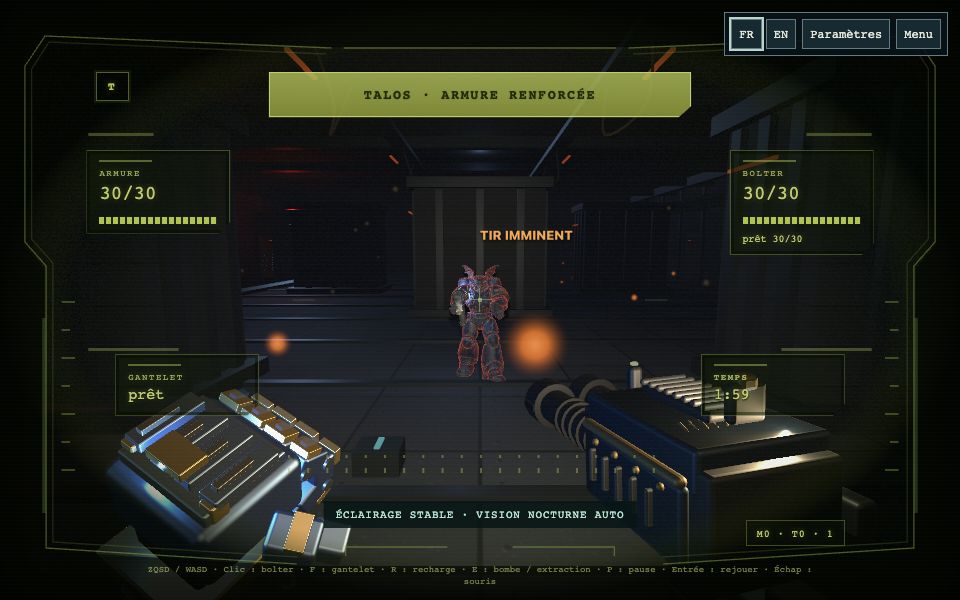 FR EN Paramètres Menu
T
TALOS · ARMURE RENFORCÉE
ARMURE
30/30
BOLTER
30/30
prêt 30/30
TIR IMMINENT
GANTELET
prêt
TEMPS
1:59
ÉCLAIRAGE STABLE · VISION NOCTURNE AUTO
M0 · T0 · 1
ZQSD / WASD · Clic : bolter · F : gantelet · R : recharge · E : bombe / extraction · P : pause · Entrée : rejouer · Échap :
souris